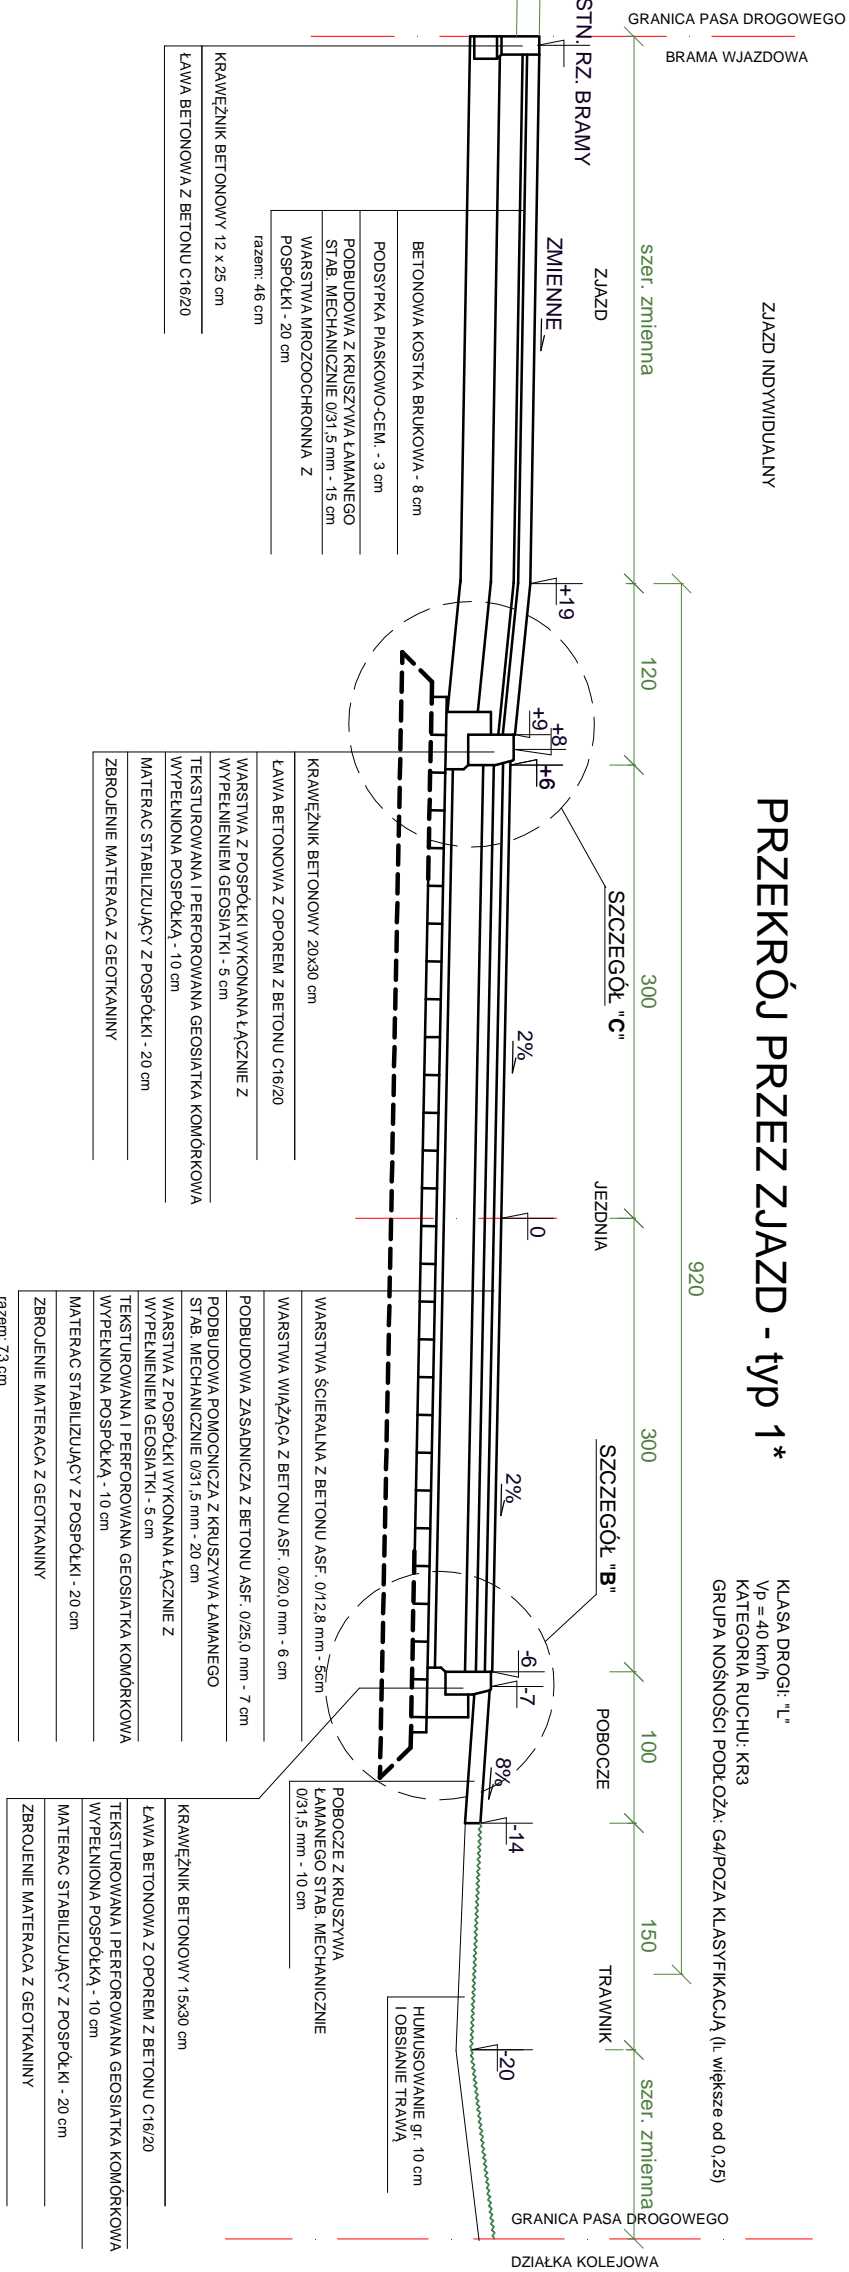 PRZEKRÓJ PRZEZ ZJAZD - typ 1*
KLASA DROGI: "L"
Vp = 40 km/h
KATEGORIA RUCHU: KR3
GRUPA NOŚNOŚCI PODŁOŻA: G4/POZA KLASYFIKACJĄ (IL większe od 0,25)
ZJAZD INDYWIDUALNY
GRANICA PASA DROGOWEGO
BRAMA WJAZDOWA
920
szer. zmienna
120
300
300
100
150
szer. zmienna
ZJAZD
JEZDNIA
POBOCZE
TRAWNIK
GRANICA PASA DROGOWEGO
DZIAŁKA KOLEJOWA
STN. RZ. BRAMY
ZMIENNE
SZCZEGÓŁ "C"
SZCZEGÓŁ "B"
+19
+9
+8
+6
2%
0
2%
-6
-7
8%
-14
-20
KRAWĘŻNIK BETONOWY 12 x 25 cm
ŁAWA BETONOWA Z BETONU C16/20
BETONOWA KOSTKA BRUKOWA - 8 cm
PODSYPKA PIASKOWO-CEM. - 3 cm
PODBUDOWA Z KRUSZYWA ŁAMANEGO
STAB. MECHANICZNIE 0/31,5 mm - 15 cm
WARSTWA MROZOOCHRONNA Z
POSPÓŁKI - 20 cm
razem: 46 cm
KRAWĘŻNIK BETONOWY 20x30 cm
ŁAWA BETONOWA Z OPOREM Z BETONU C16/20
WARSTWA Z POSPÓŁKI WYKONANA ŁĄCZNIE Z
WYPEŁNIENIEM GEOSIATKI - 5 cm
TEKSTUROWANA I PERFOROWANA GEOSIATKA KOMÓRKOWA
WYPEŁNIONA POSPÓŁKĄ - 10 cm
MATERAC STABILIZUJĄCY Z POSPÓŁKI - 20 cm
ZBROJENIE MATERACA Z GEOTKANINY
WARSTWA ŚCIERALNA Z BETONU ASF. 0/12,8 mm - 5cm
WARSTWA WIĄŻĄCA Z BETONU ASF. 0/20,0 mm - 6 cm
PODBUDOWA ZASADNICZA Z BETONU ASF. 0/25,0 mm - 7 cm
PODBUDOWA POMOCNICZA Z KRUSZYWA ŁAMANEGO
STAB. MECHANICZNIE 0/31,5 mm - 20 cm
WARSTWA Z POSPÓŁKI WYKONANA ŁĄCZNIE Z
WYPEŁNIENIEM GEOSIATKI - 5 cm
TEKSTUROWANA I PERFOROWANA GEOSIATKA KOMÓRKOWA
WYPEŁNIONA POSPÓŁKĄ - 10 cm
MATERAC STABILIZUJĄCY Z POSPÓŁKI - 20 cm
ZBROJENIE MATERACA Z GEOTKANINY
razem: 73 cm
POBOCZE Z KRUSZYWA
ŁAMANEGO STAB. MECHANICZNIE
0/31,5 mm - 10 cm
HUMUSOWANIE gr. 10 cm
I OBSIANIE TRAWĄ
KRAWĘŻNIK BETONOWY 15x30 cm
ŁAWA BETONOWA Z OPOREM Z BETONU C16/20
TEKSTUROWANA I PERFOROWANA GEOSIATKA KOMÓRKOWA
WYPEŁNIONA POSPÓŁKĄ - 10 cm
MATERAC STABILIZUJĄCY Z POSPÓŁKI - 20 cm
ZBROJENIE MATERACA Z GEOTKANINY